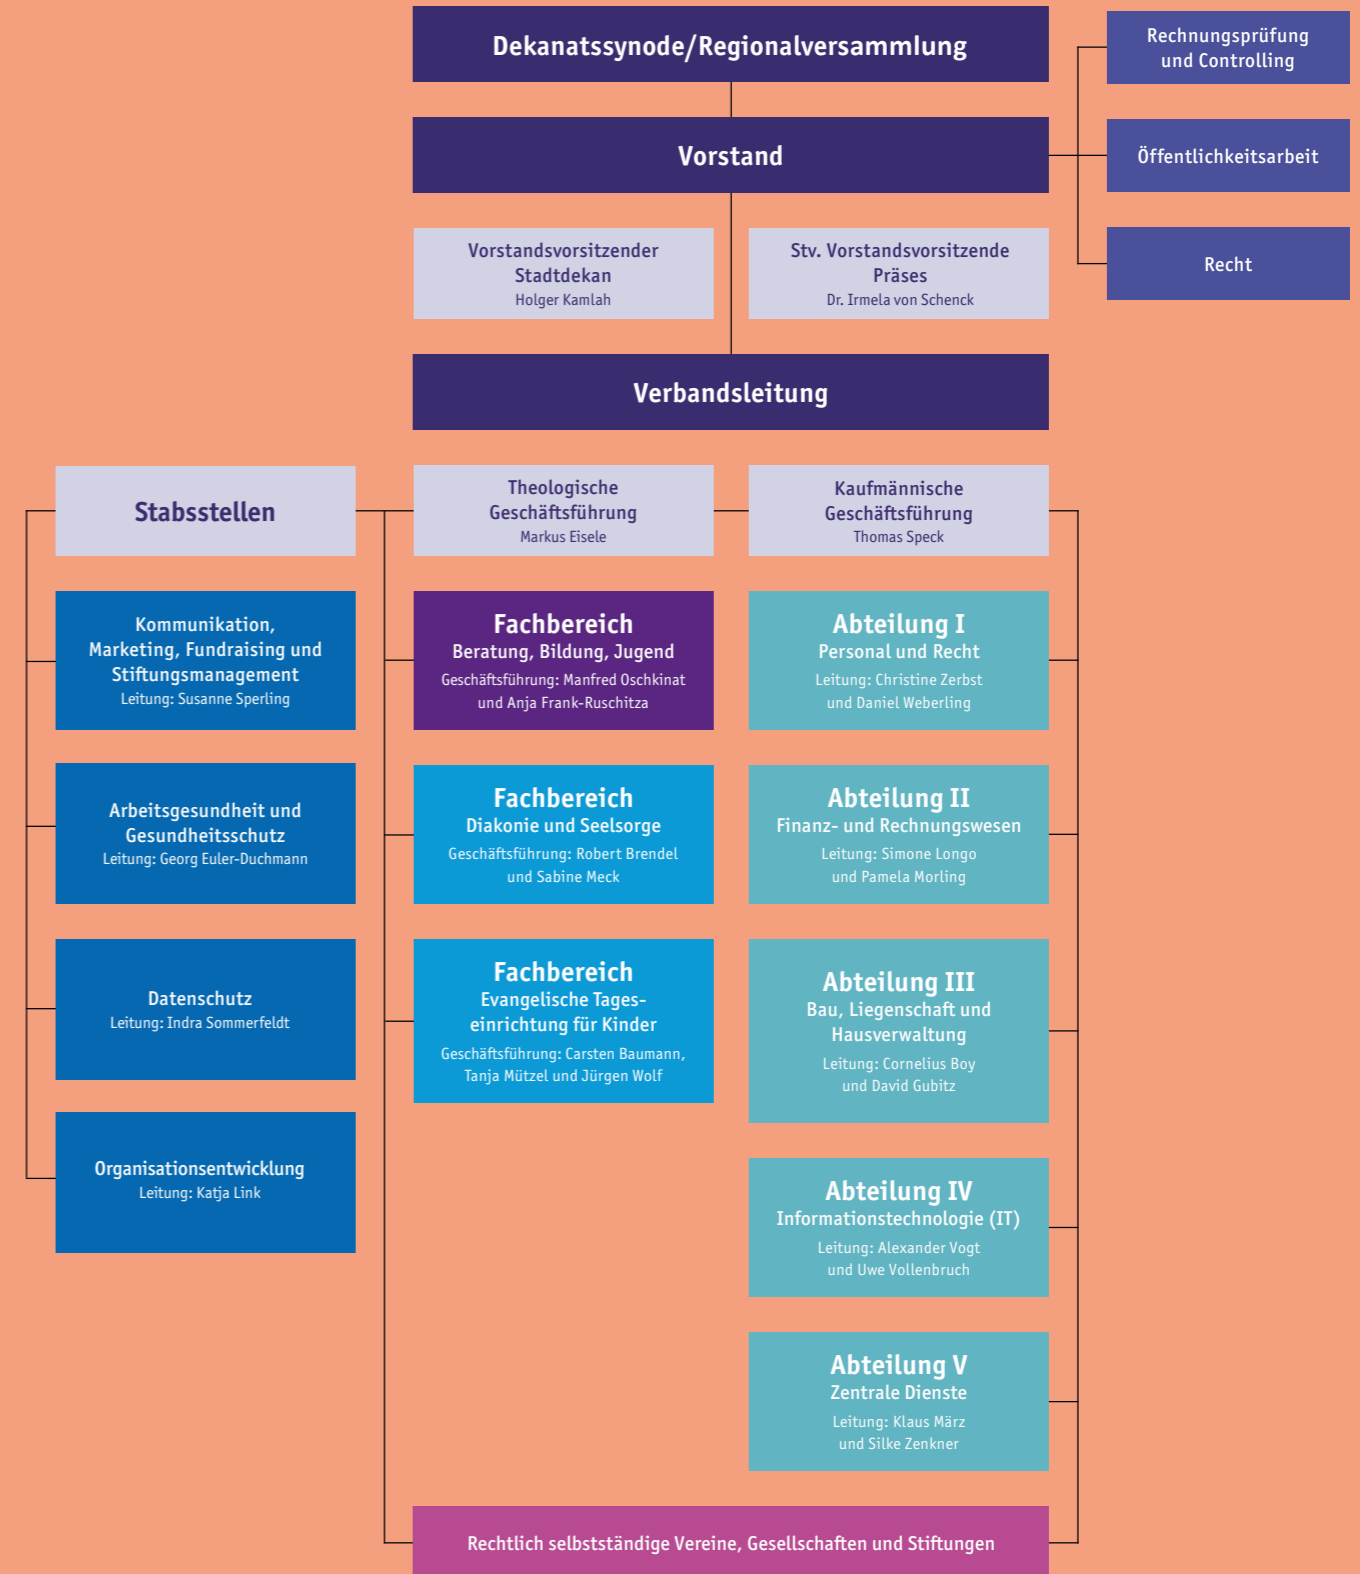 Dekanatssynode/Regionalversammlung
Rechnungsprüfung
und Controlling
Vorstand
Öffentlichkeitsarbeit
Vorstandsvorsitzender
Stadtdekan
Holger Kamlah
Stv. Vorstandsvorsitzende
Präses
Dr. Irmela von Schenck
Recht
Verbandsleitung
Stabsstellen
Theologische
Geschäftsführung
Markus Eisele
Kaufmännische
Geschäftsführung
Thomas Speck
Kommunikation,
Marketing, Fundraising und
Stiftungsmanagement
Leitung: Susanne Sperling
Fachbereich
Beratung, Bildung, Jugend
Geschäftsführung: Manfred Oschkinat
und Anja Frank-Ruschitza
Abteilung I
Personal und Recht
Leitung: Christine Zerbst
und Daniel Weberling
Arbeitsgesundheit und
Gesundheitsschutz
Leitung: Georg Euler-Duchmann
Fachbereich
Diakonie und Seelsorge
Geschäftsführung: Robert Brendel
und Sabine Meck
Abteilung II
Finanz- und Rechnungswesen
Leitung: Simone Longo
und Pamela Morling
Datenschutz
Leitung: Indra Sommerfeldt
Fachbereich
Evangelische Tages-
einrichtung für Kinder
Geschäftsführung: Carsten Baumann,
Tanja Mützel und Jürgen Wolf
Abteilung III
Bau, Liegenschaft und
Hausverwaltung
Leitung: Cornelius Boy
und David Gubitz
Organisationsentwicklung
Leitung: Katja Link
Abteilung IV
Informationstechnologie (IT)
Leitung: Alexander Vogt
und Uwe Vollenbruch
Abteilung V
Zentrale Dienste
Leitung: Klaus März
und Silke Zenkner
Rechtlich selbstständige Vereine, Gesellschaften und Stiftungen